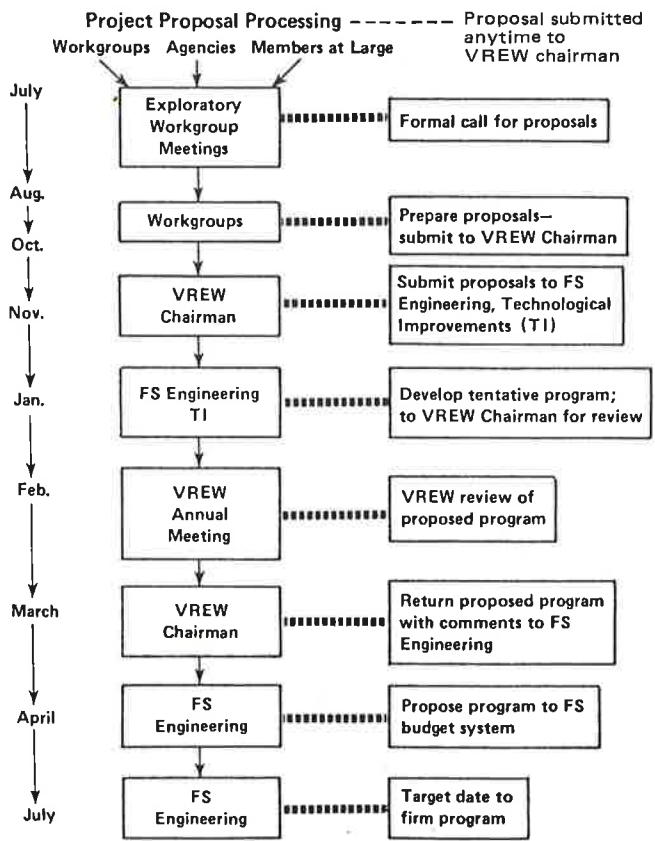 Project Proposal Processing ------ Proposal submitted
anytime to
VREW chairman
Workgroups Agencies Members at Large
July
Exploratory
Workgroup
Meetings
Formal call for proposals
Aug.
Workgroups
Prepare proposals—
submit to VREW Chairman
Oct.
VREW
Chairman
Submit proposals to FS
Engineering, Technological
Improvements (TI)
Nov.
FS Engineering
TI
Develop tentative program;
to VREW Chairman for review
Jan.
VREW
Annual
Meeting
VREW review of
proposed program
Feb.
VREW
Chairman
Return proposed program
with comments to FS
Engineering
March
FS
Engineering
Propose program to FS
budget system
April
FS
Engineering
Target date to
firm program
July